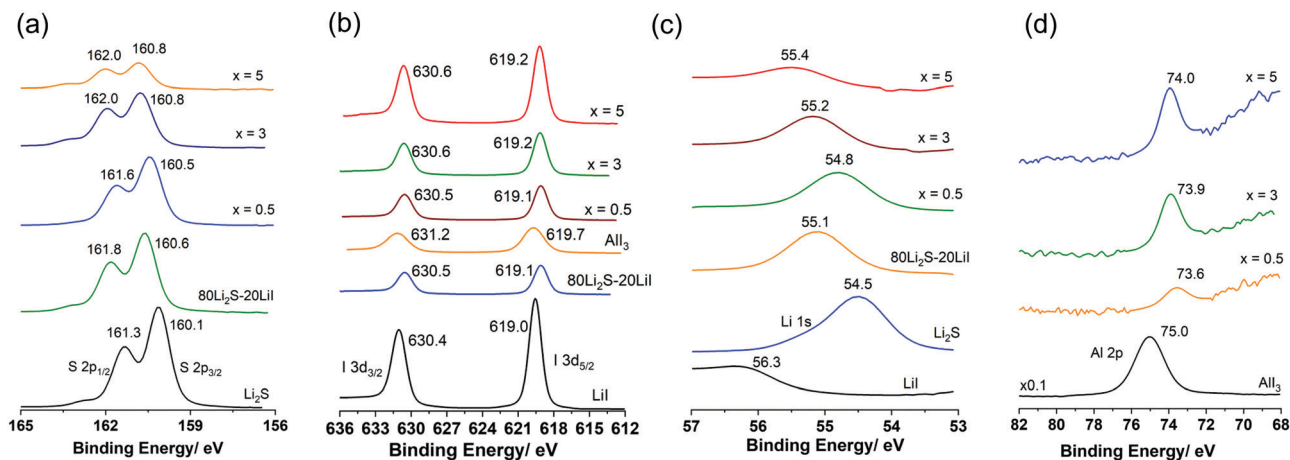 (a)
162.0 160.8
x = 5
162.0 160.8
x = 3
161.6 160.5
x = 0.5
161.8 160.6
80Li₂S-20LiI
161.3 160.1
S 2p₁/₂ S 2p₃/₂
Li₂S
165 162 159 156
Binding Energy/ eV
(b)
619.2
630.6
x = 5
630.6 619.2
x = 3
630.5 619.1
x = 0.5
631.2 619.7
AlI₃
630.5 619.1
80Li₂S-20LiI
630.4 619.0
I 3d₃/₂ I 3d₅/₂
LiI
636 633 630 627 624 621 618 615 612
Binding Energy/ eV
(c)
55.4
x = 5
55.2
x = 3
54.8
x = 0.5
55.1
80Li₂S-20LiI
54.5
Li 1s
Li₂S
56.3
LiI
57 56 55 54 53
Binding Energy/ eV
(d)
74.0
x = 5
73.9
x = 3
73.6
x = 0.5
75.0
Al 2p
x0.1
AlI₃
82 80 78 76 74 72 70 68
Binding Energy/ eV